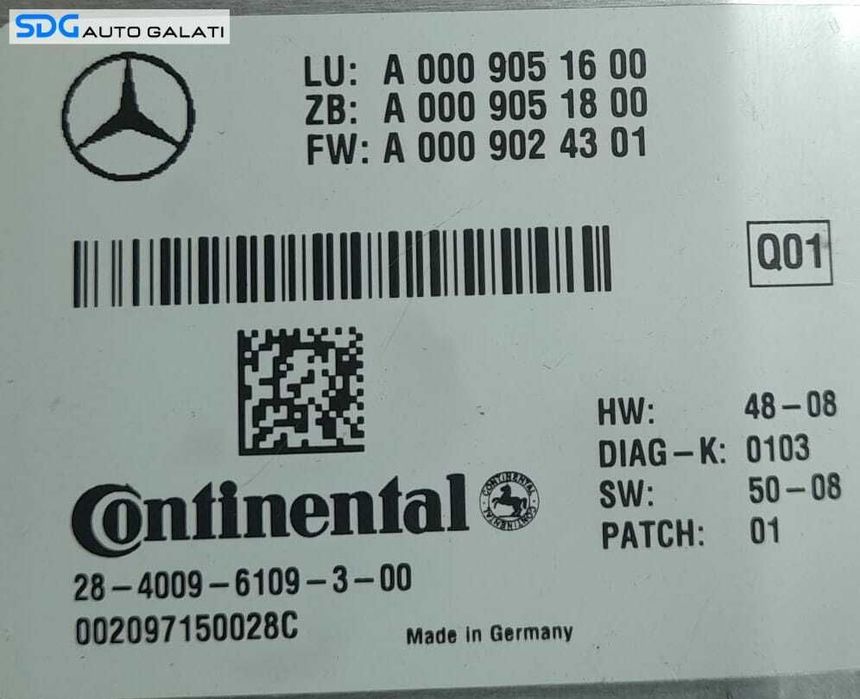 SDG AUTO GALATI
LU: A 000 905 16 00
ZB: A 000 905 18 00
FW: A 000 902 43 01
Q01
HW: 48-08
DIAG-K: 0103
SW: 50-08
PATCH: 01
Continental
CONTINENTAL CONTINENTAL
28-4009-6109-3-00
002097150028C
Made in Germany